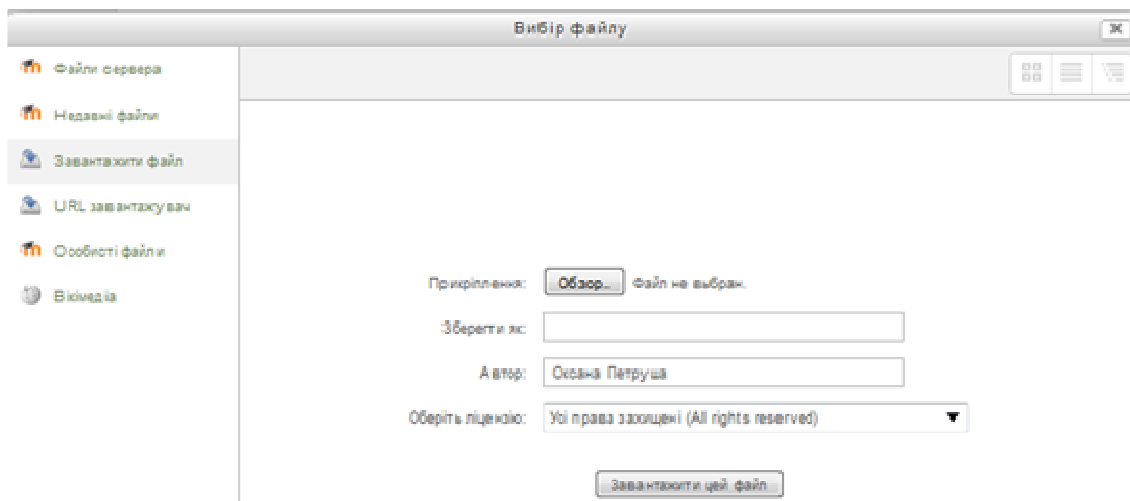 Вибір файлу
Файли сервера
Недавні файли
Завантажити файл
URL завантажувач
Особисті файли
Вікімедіа
Прикріплення: Обзор... Файл не выбран.
Зберегти як:
Автор: Оксана Петруша
Оберіть ліцензію: Усі права захищені (All rights reserved)
Завантажити цей файл